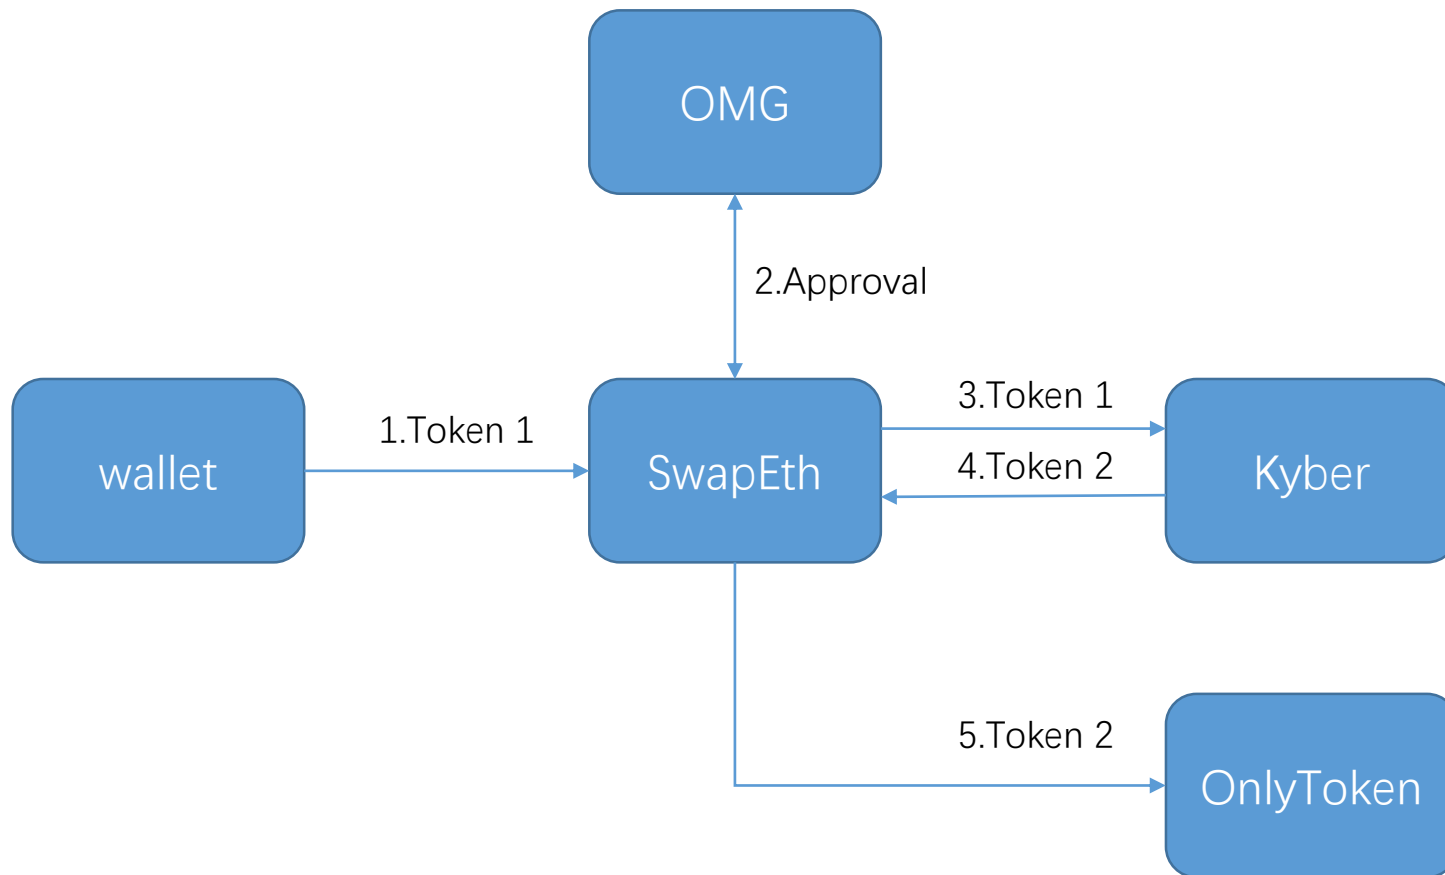 OMG
2.Approval
wallet
1.Token 1
SwapEth
3.Token 1
4.Token 2
Kyber
5.Token 2
OnlyToken